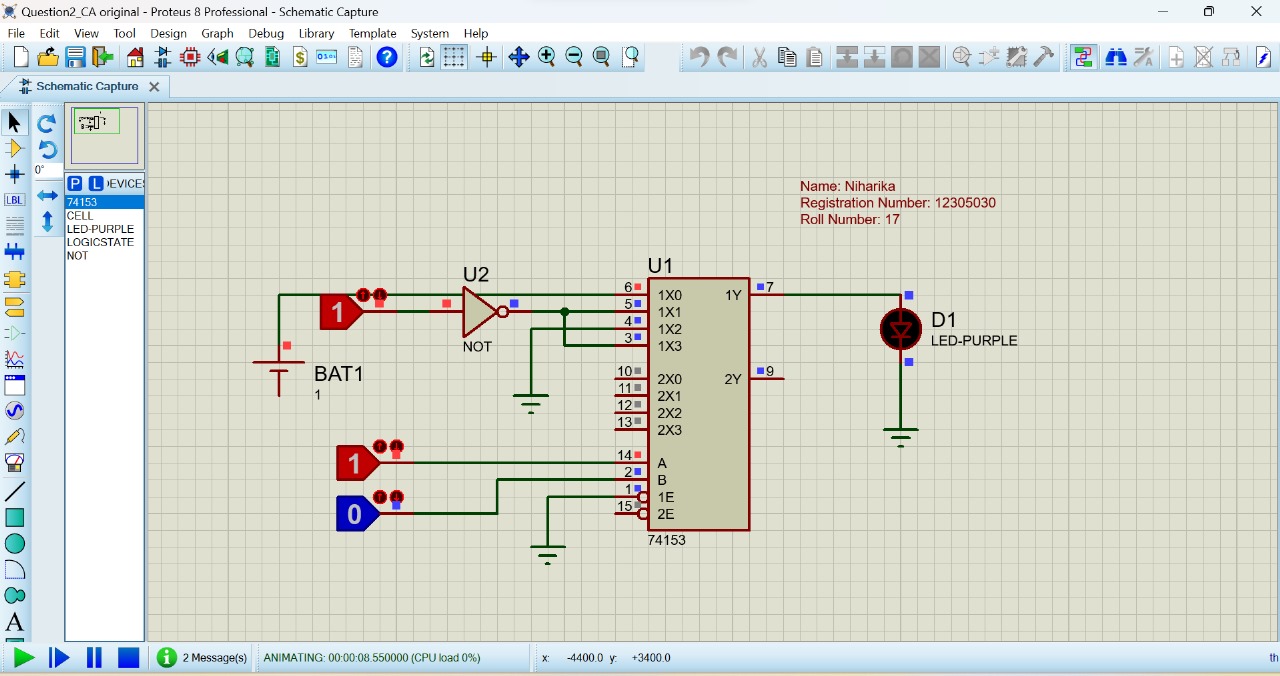 Question2_CA original - Proteus 8 Professional - Schematic Capture
File Edit View Tool Design Graph Debug Library Template System Help
Schematic Capture
0°
LBL
P L DEVICES
74153
CELL
LED-PURPLE
LOGICSTATE
NOT
A
Name: Niharika
Registration Number: 12305030
Roll Number: 17
U2
NOT
1
BAT1
1
1
0
U1
6 1X0 1Y 7
5 1X1
4 1X2
3 1X3
10 2X0 2Y 9
11 2X1
12 2X2
13 2X3
14 A
2 B
1 1E
15 2E
74153
D1
LED-PURPLE
2 Message(s) ANIMATING: 00:00:08.550000 (CPU load 0%) x: -4400.0 y: +3400.0 th